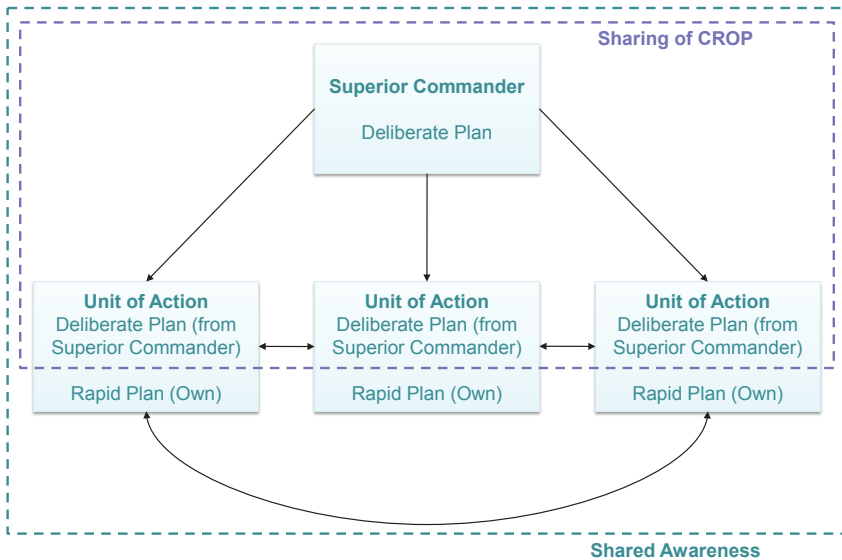 Sharing of CROP
Superior Commander
Deliberate Plan
Unit of Action
Deliberate Plan (from
Superior Commander)
Rapid Plan (Own)
Unit of Action
Deliberate Plan (from
Superior Commander)
Rapid Plan (Own)
Unit of Action
Deliberate Plan (from
Superior Commander)
Rapid Plan (Own)
Shared Awareness